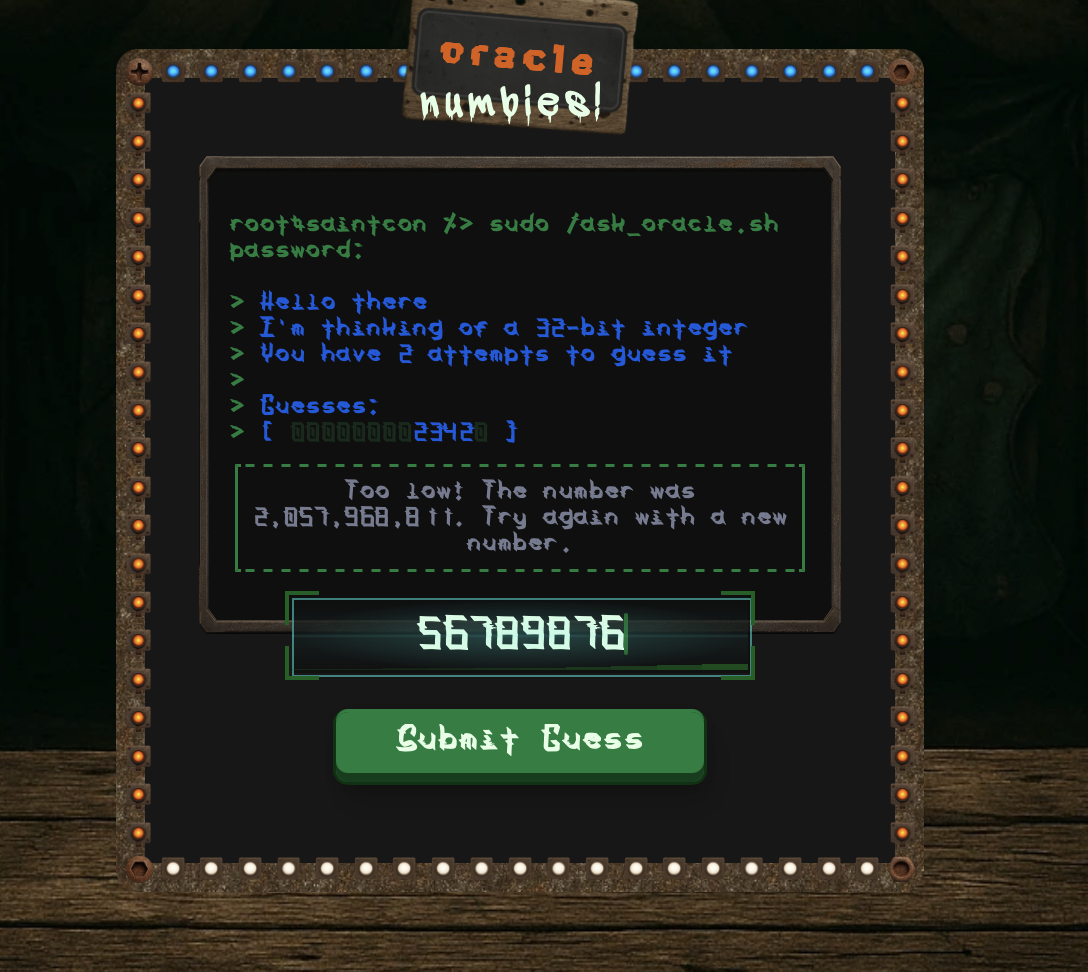 oracle
numbies!
root4saintcon %> sudo /ask_oracle.sh
password:
> Hello there
> I'm thinking of a 32-bit integer
> You have 2 attempts to guess it
>
> Guesses:
> [ 0000000023420 ]
Too low! The number was
2,057,968,811. Try again with a new
number.
56789876
Submit Guess